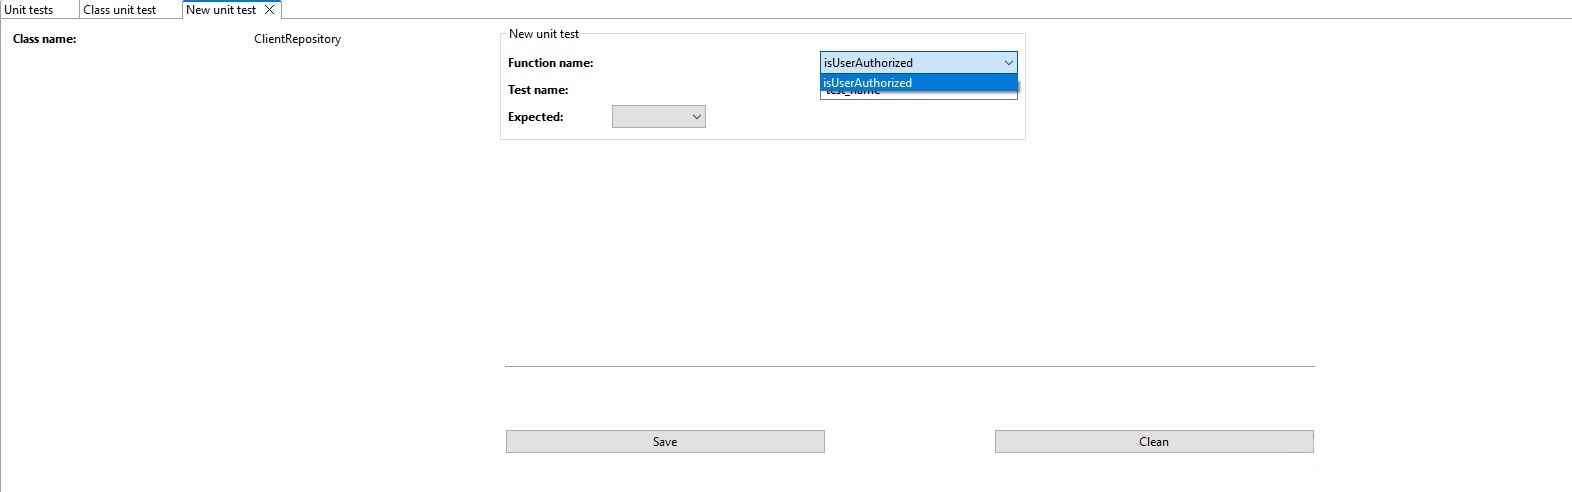 Unit tests Class unit test New unit test
Class name: ClientRepository
New unit test
Function name: isUserAuthorized
isUserAuthorized
Test name: test_name
Expected:
Save Clean